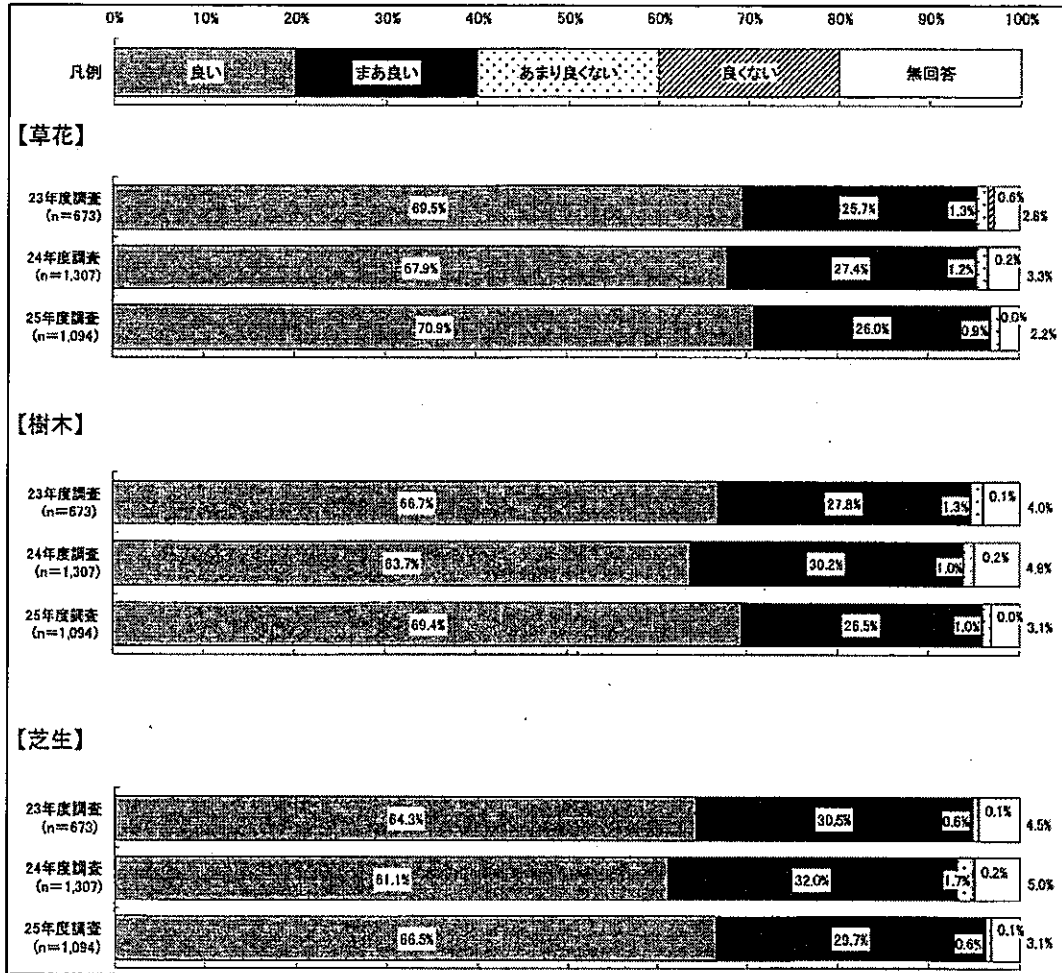 0% 10% 20% 30% 40% 50% 60% 70% 80% 90% 100%
凡例 良い まあ良い あまり良くない 良くない 無回答
【草花】
23年度調査 69.5% 25.7% 1.3% 0.6% 2.8%
(n=673)
24年度調査 67.9% 27.4% 1.2% 0.2% 3.3%
(n=1,307)
25年度調査 70.9% 26.0% 0.9% 0.0% 2.2%
(n=1,094)
【樹木】
23年度調査 66.7% 27.8% 1.3% 0.1% 4.0%
(n=673)
24年度調査 63.7% 30.2% 1.0% 0.2% 4.9%
(n=1,307)
25年度調査 69.4% 26.5% 1.0% 0.0% 3.1%
(n=1,094)
【芝生】
23年度調査 64.3% 30.5% 0.6% 0.1% 4.5%
(n=673)
24年度調査 61.1% 32.0% 1.7% 0.2% 5.0%
(n=1,307)
25年度調査 66.5% 29.7% 0.6% 0.1% 3.1%
(n=1,094)